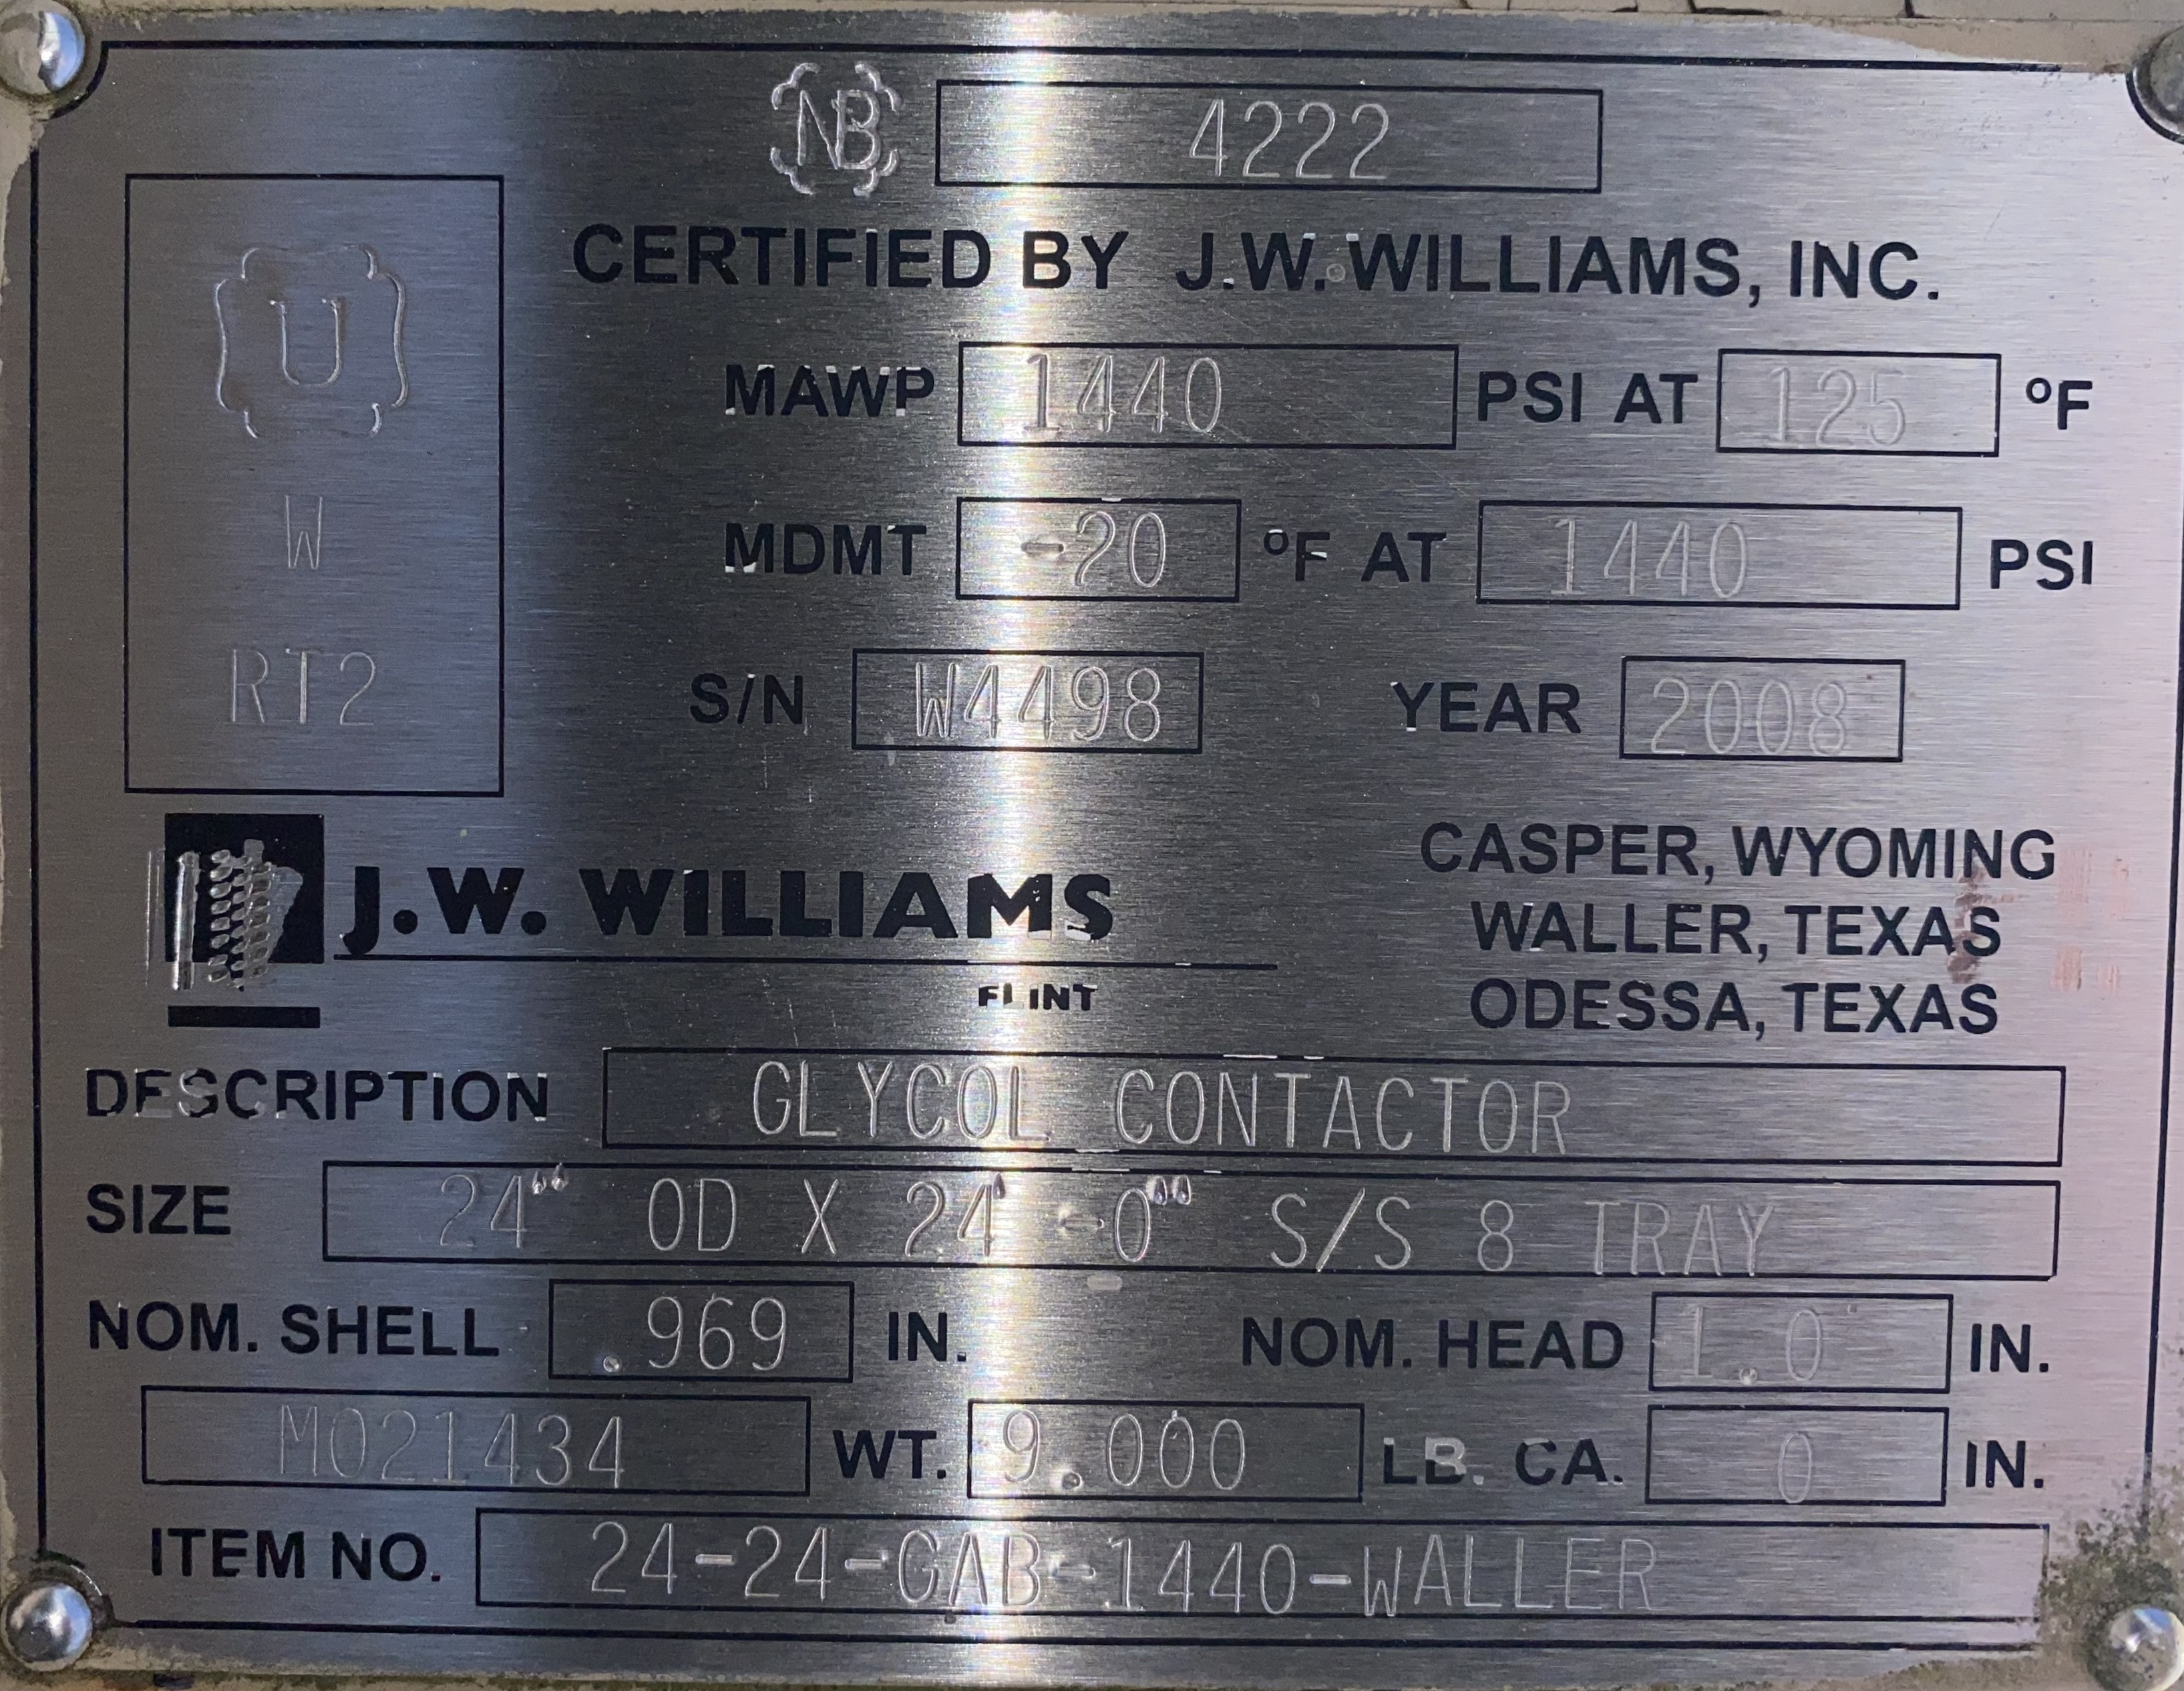 NB 4222
U
W
RT2
CERTIFIED BY J.W. WILLIAMS, INC.
MAWP 1440 PSI AT 125 °F
MDMT -20 °F AT 1440 PSI
S/N W4498 YEAR 2008
J.W. WILLIAMS
FLINT
CASPER, WYOMING
WALLER, TEXAS
ODESSA, TEXAS
DESCRIPTION GLYCOL CONTACTOR
SIZE 24" OD X 24'-0" S/S 8 TRAY
NOM. SHELL .969 IN. NOM. HEAD 1.0 IN.
M021434 WT. 9.000 LB. CA. 0 IN.
ITEM NO. 24-24-GAB-1440-WALLER